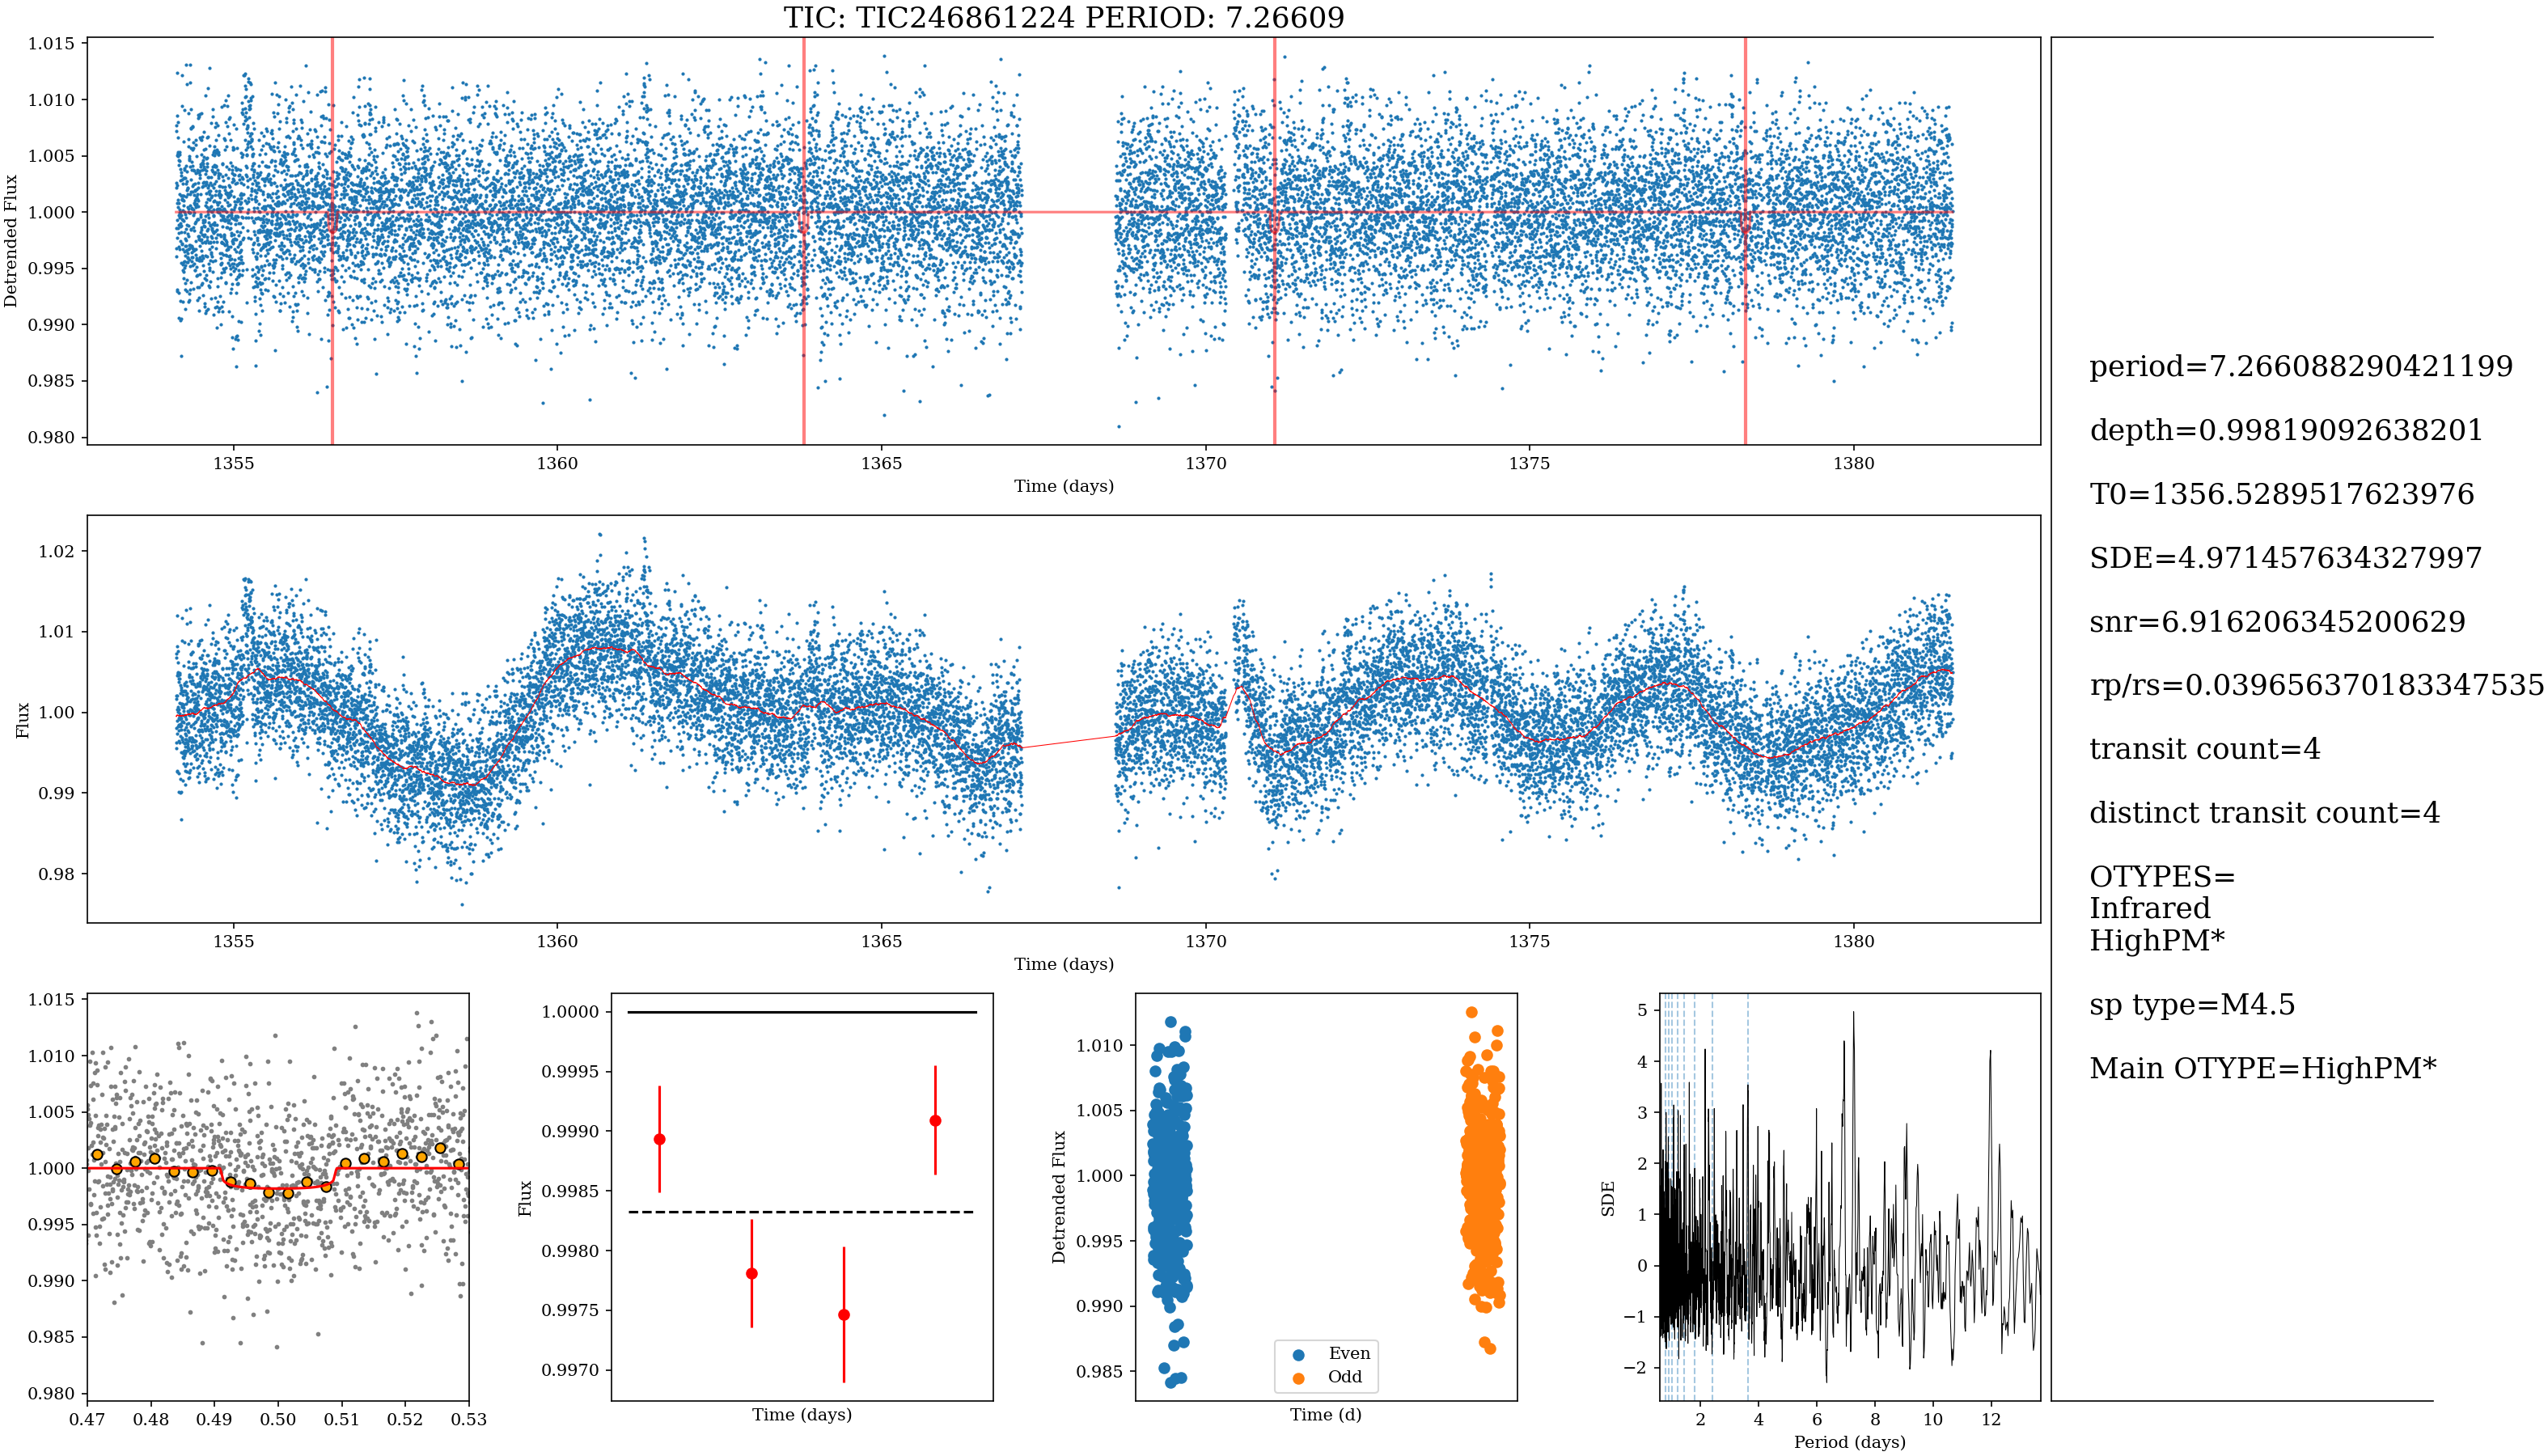 TIC: TIC246861224 PERIOD: 7.26609
1.015
1.010
1.005
1.000
0.995
0.990
0.985
0.980
Detrended Flux
1355
1360
1365
1370
1375
1380
Time (days)
1.02
1.01
1.00
0.99
0.98
Flux
1355
1360
1365
1370
1375
1380
Time (days)
1.015
1.010
1.005
1.000
0.995
0.990
0.985
0.980
0.47
0.48
0.49
0.50
0.51
0.52
0.53
1.0000
0.9995
0.9990
0.9985
0.9980
0.9975
0.9970
Flux
Time (days)
1.010
1.005
1.000
0.995
0.990
0.985
Detrended Flux
Even
Odd
Time (d)
5
4
3
2
1
0
−1
−2
SDE
2
4
6
8
10
12
Period (days)
period=7.266088290421199
depth=0.99819092638201
T0=1356.5289517623976
SDE=4.971457634327997
snr=6.916206345200629
rp/rs=0.039656370183347535
transit count=4
distinct transit count=4
OTYPES=
Infrared
HighPM*
sp type=M4.5
Main OTYPE=HighPM*